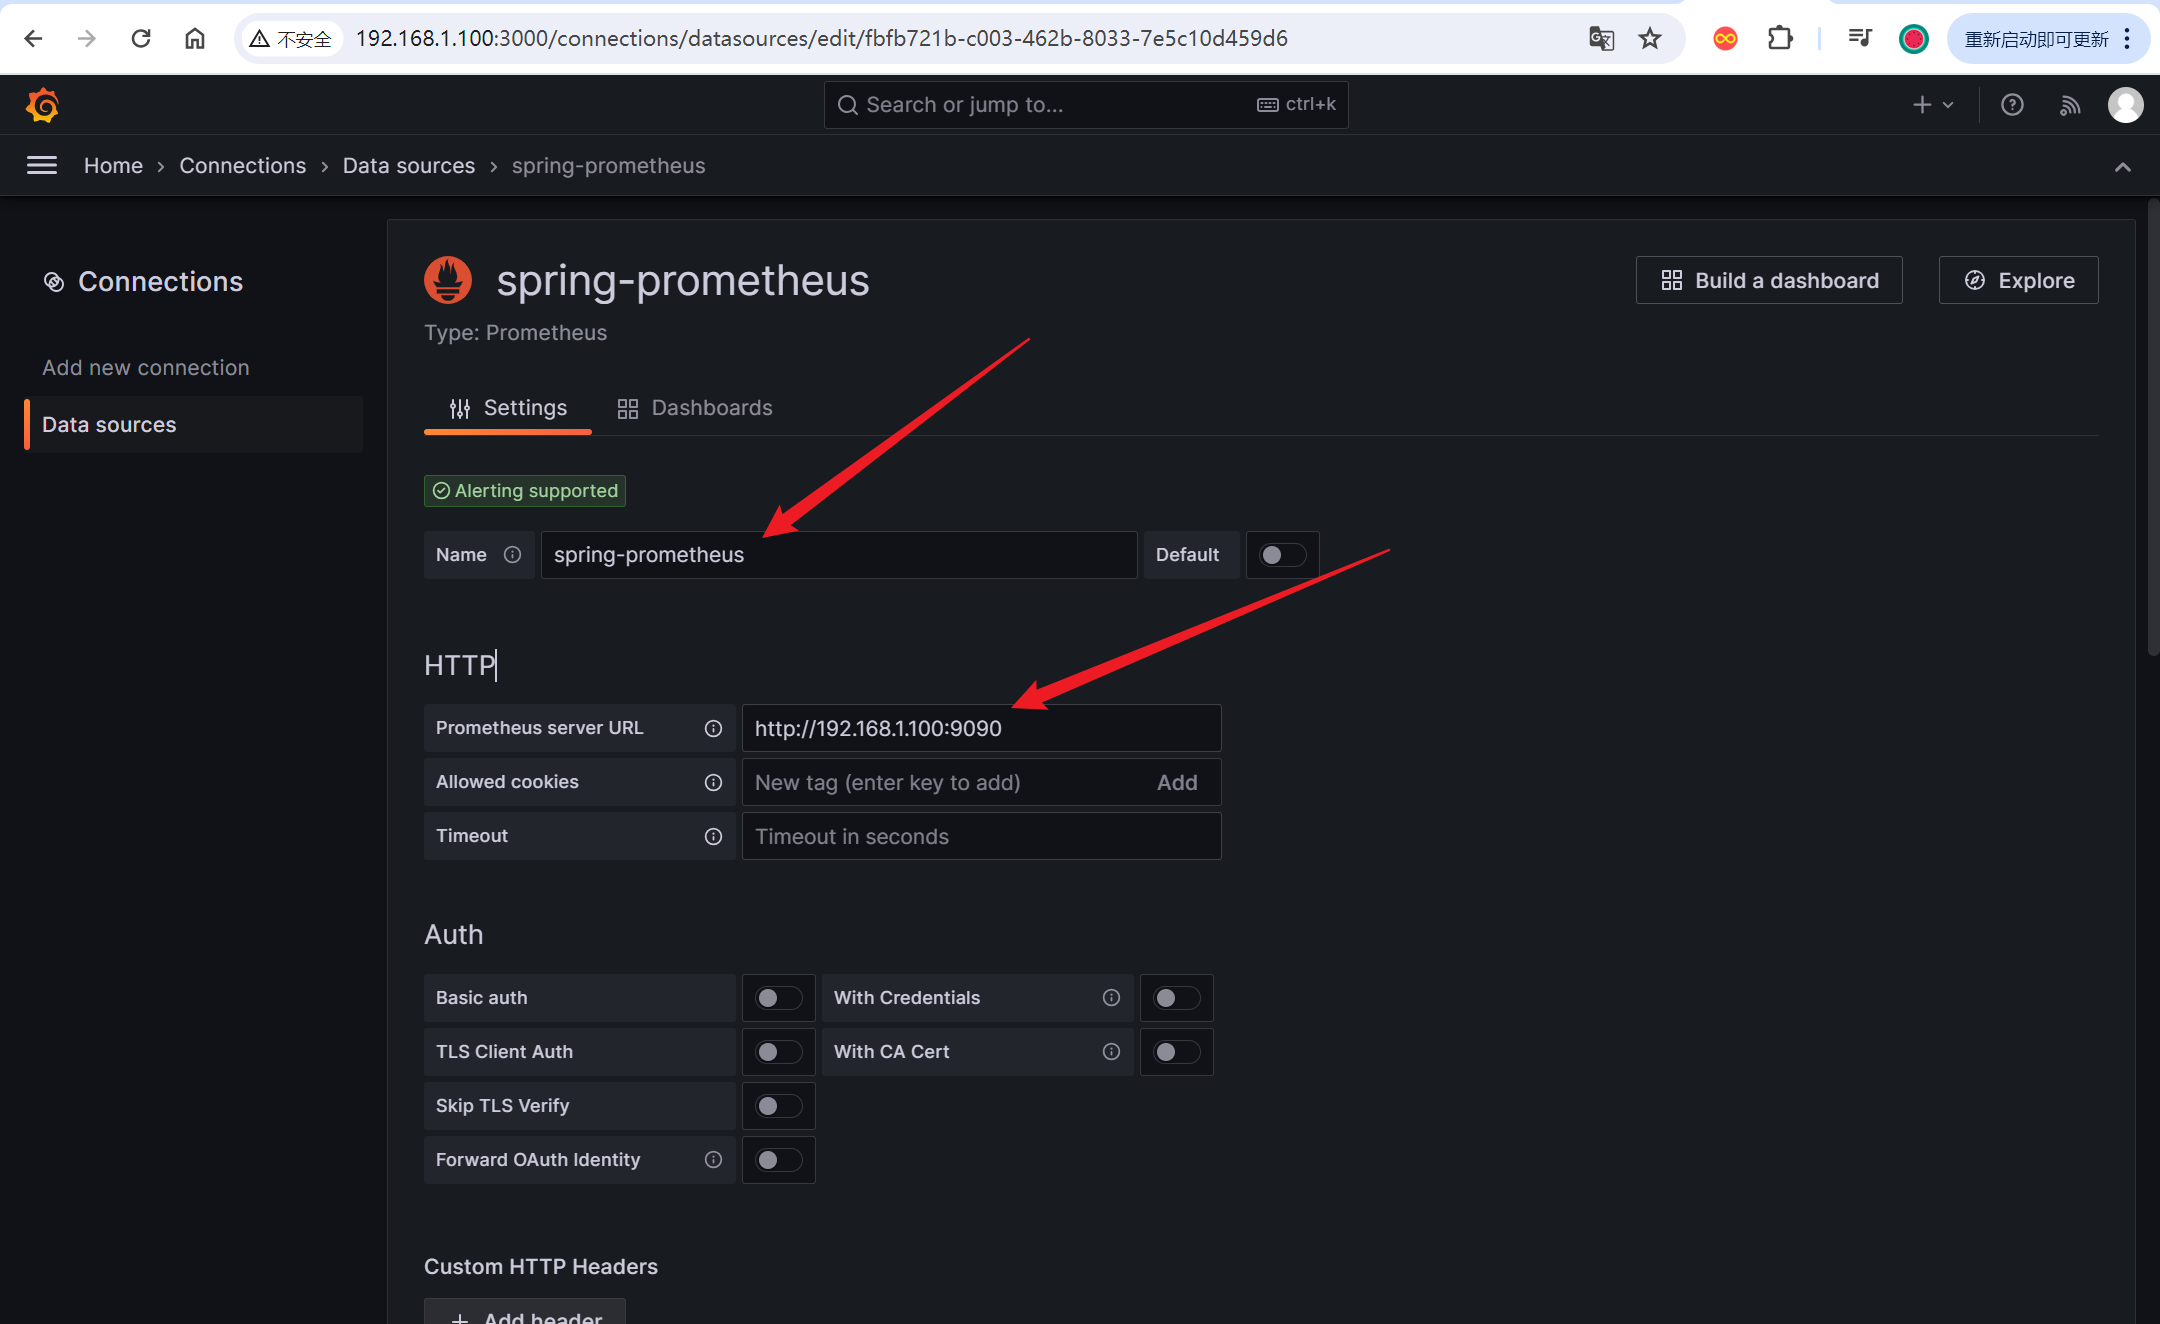 不安全
192.168.1.100:3000/connections/datasources/edit/fbfb721b-c003-462b-8033-7e5c10d459d6
重新启动即可更新
Search or jump to...
ctrl+k
Home › Connections › Data sources › spring-prometheus
Connections
Add new connection
Data sources
spring-prometheus
Type: Prometheus
Build a dashboard
Explore
Settings
Dashboards
Alerting supported
Name
spring-prometheus
Default
HTTP
Prometheus server URL
http://192.168.1.100:9090
Allowed cookies
New tag (enter key to add)
Add
Timeout
Timeout in seconds
Auth
Basic auth
With Credentials
TLS Client Auth
With CA Cert
Skip TLS Verify
Forward OAuth Identity
Custom HTTP Headers
+ Add header